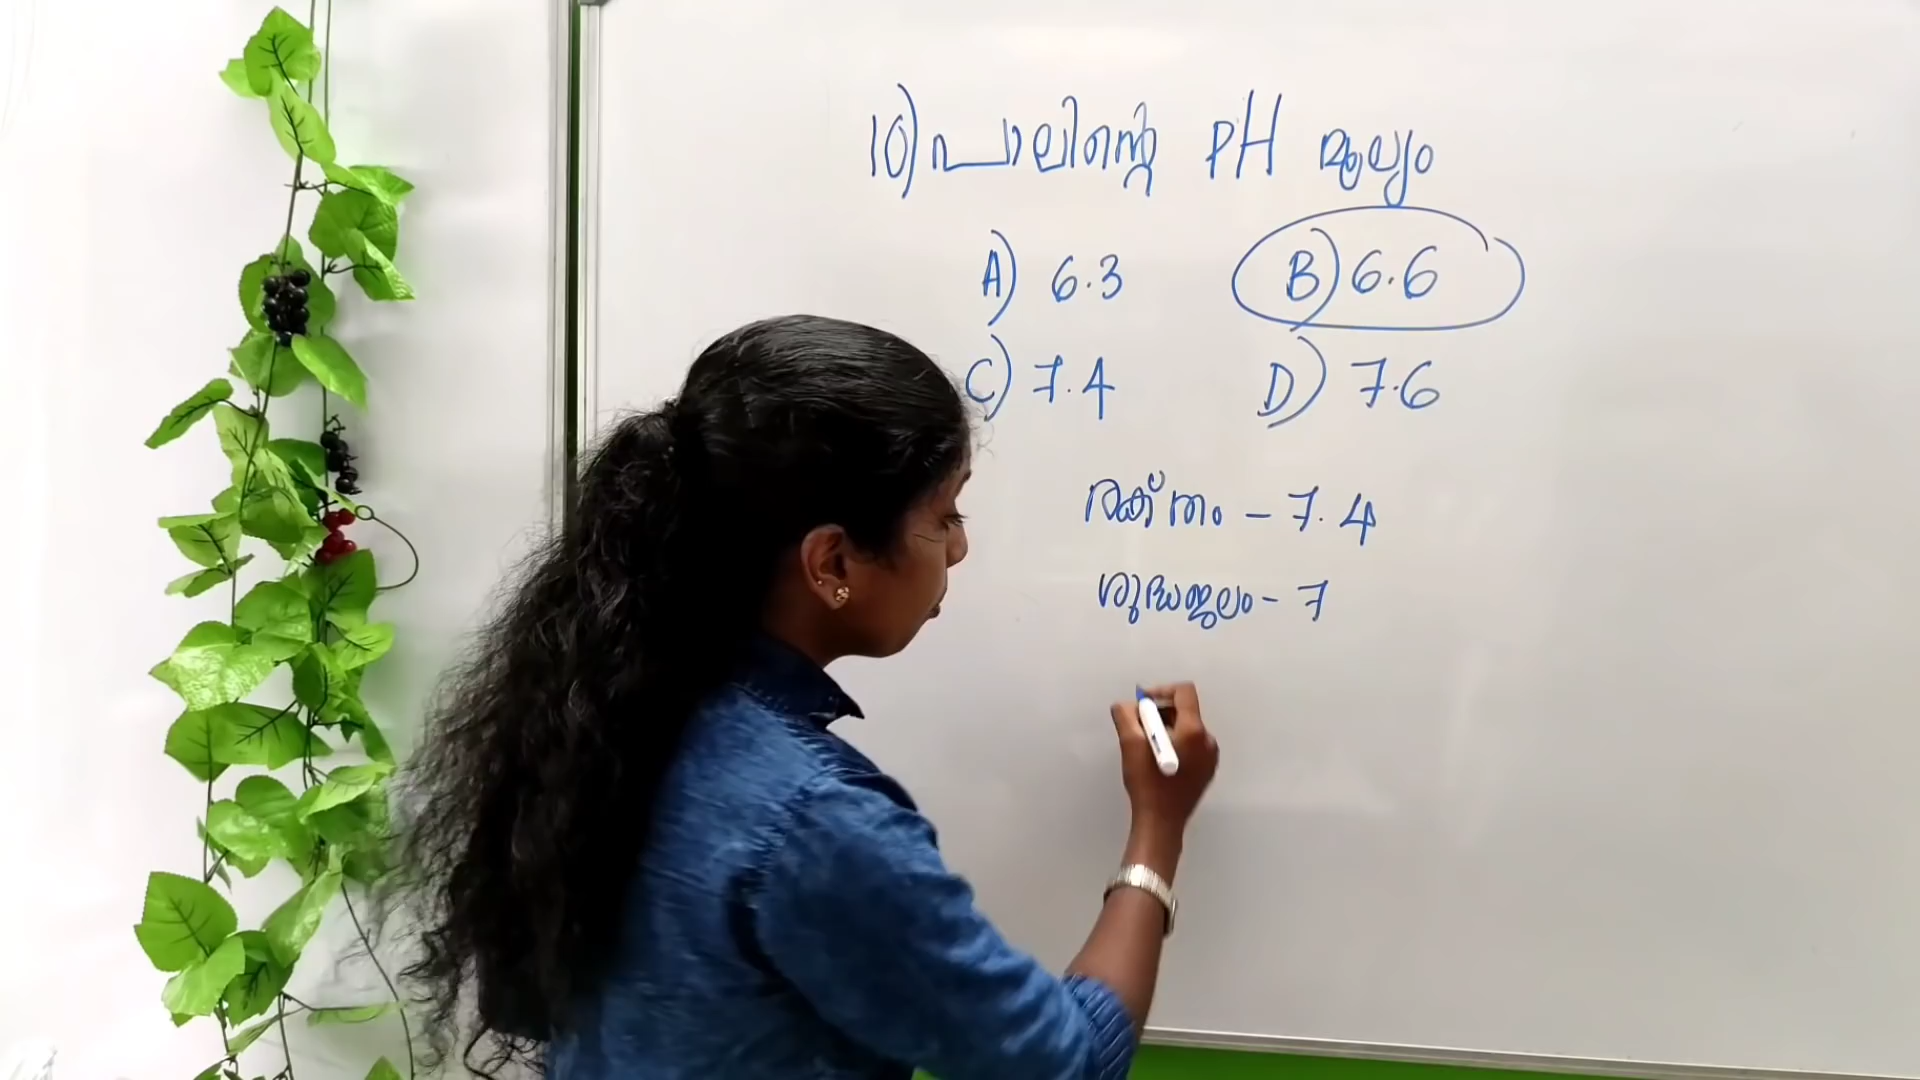 10) പാലിന്റെ PH മൂല്യം
A) 6.3 B) 6.6
C) 7.4 D) 7.6
രക്തം - 7.4
ശുദ്ധജലം - 7